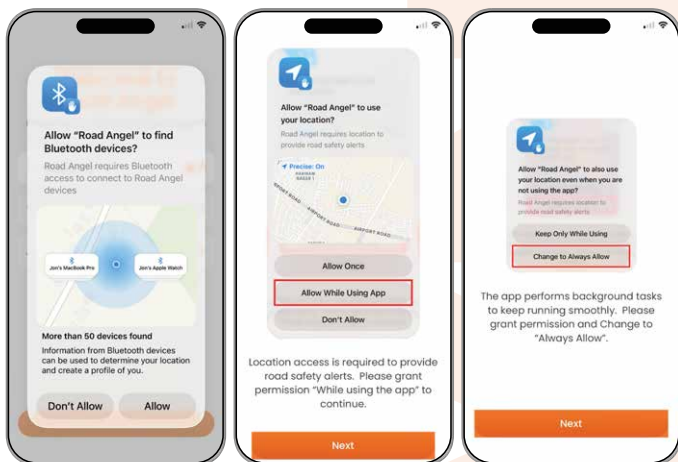 Allow "Road Angel" to find
Bluetooth devices?
Road Angel requires Bluetooth
access to connect to Road Angel
devices
Jon's MacBook Pro
Jon's Apple Watch
More than 50 devices found
Information from Bluetooth devices
can be used to determine your location
and create a profile of you.
Don't Allow
Allow
Allow "Road Angel" to use
your location?
Road Angel requires location to
provide road safety alerts
Precise: On
AIRPORT ROAD
AIRPORT ROAD
Allow Once
Allow While Using App
Don't Allow
Location access is required to provide
road safety alerts. Please grant
permission "While using the app" to
continue.
Next
Allow "Road Angel" to also use
your location even when you are
not using the app?
Road Angel requires location to
provide road safety alerts
Keep Only While Using
Change to Always Allow
The app performs background tasks
to keep running smoothly. Please
grant permission and Change to
"Always Allow".
Next